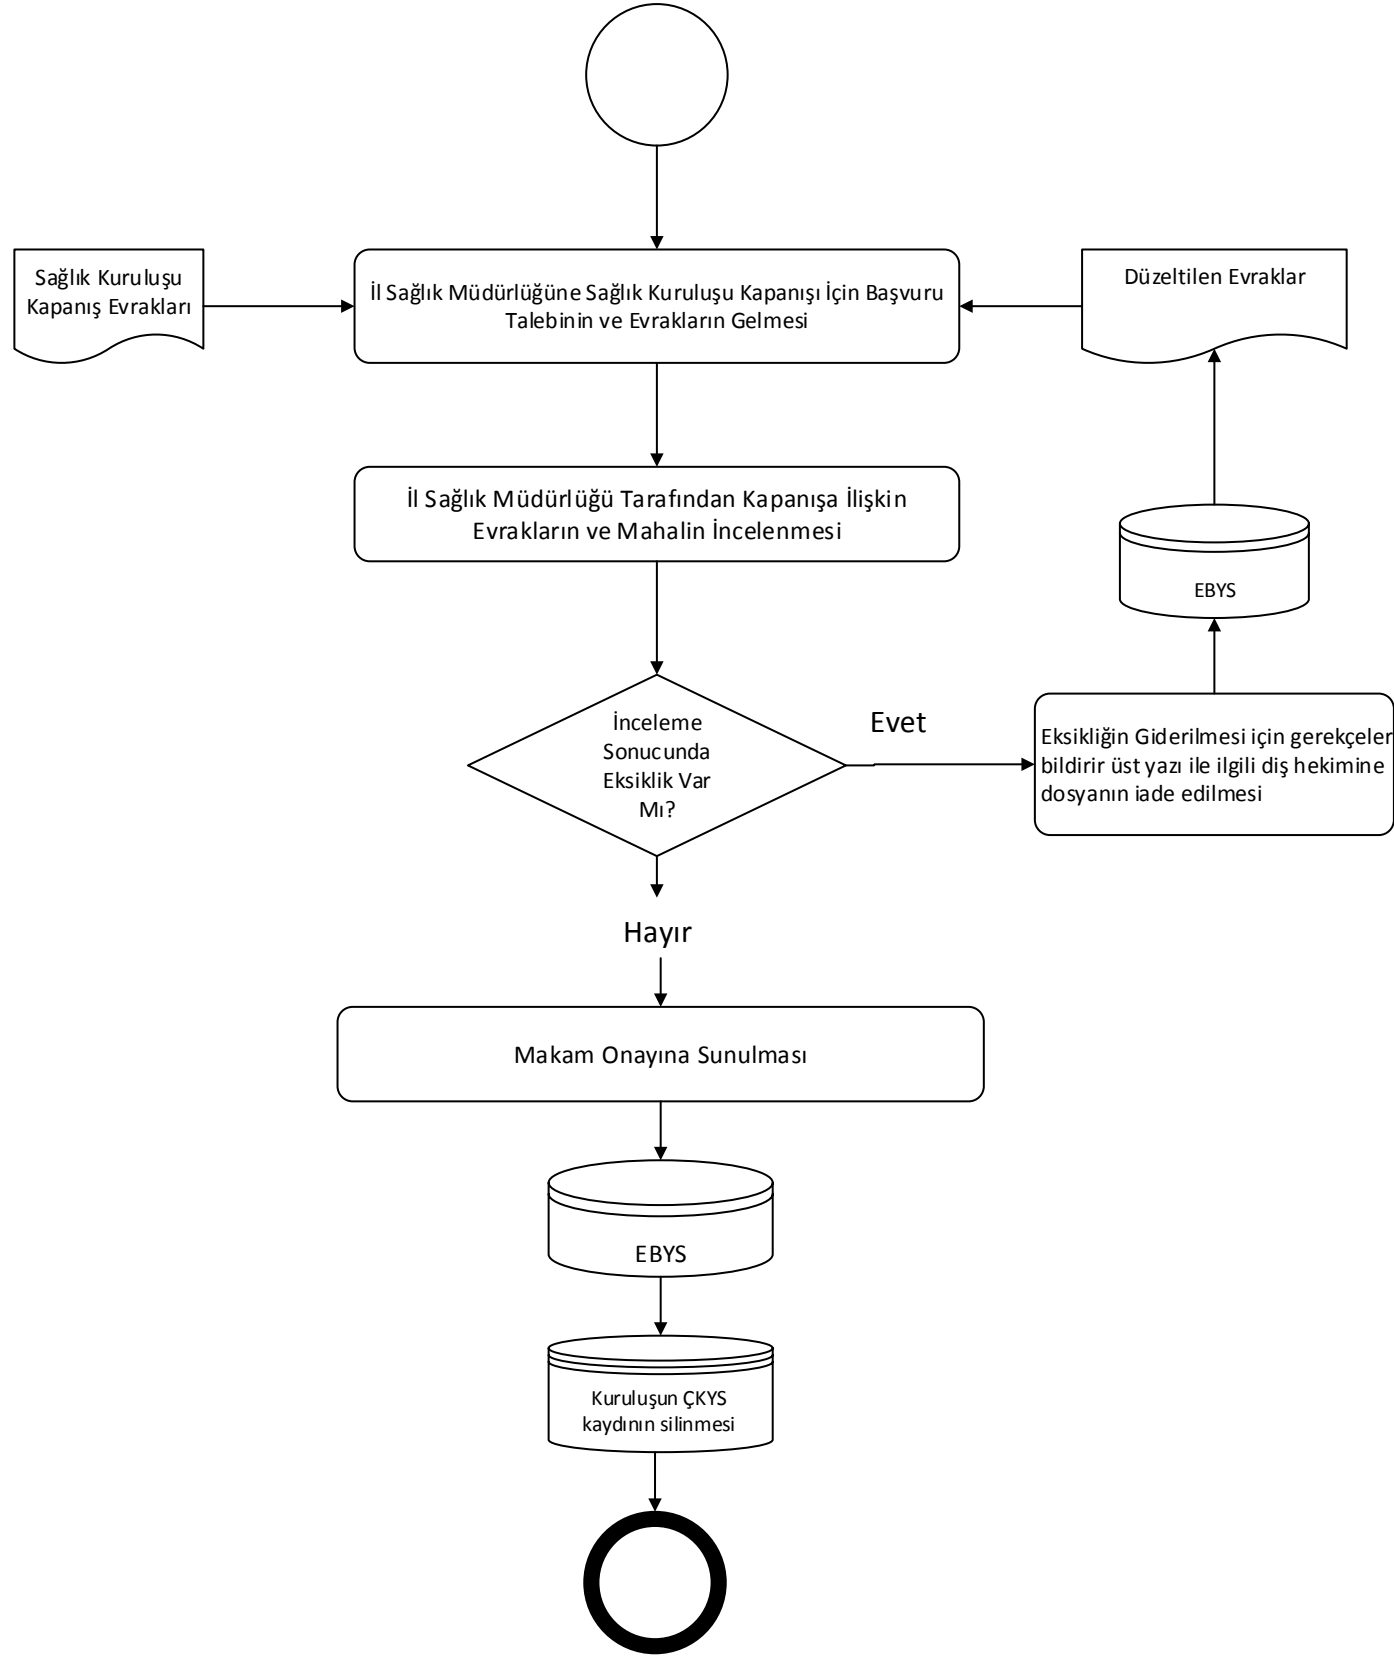 Sağlık Kuruluşu
Kapanış Evrakları
İl Sağlık Müdürlüğüne Sağlık Kuruluşu Kapanışı İçin Başvuru
Talebinin ve Evrakların Gelmesi
Düzeltilen Evraklar
İl Sağlık Müdürlüğü Tarafından Kapanışa İlişkin
Evrakların ve Mahalin İncelenmesi
EBYS
İnceleme
Sonucunda
Eksiklik Var
Mı?
Evet
Eksikliğin Giderilmesi için gerekçeler
bildirir üst yazı ile ilgili diş hekimine
dosyanın iade edilmesi
Hayır
Makam Onayına Sunulması
EBYS
Kuruluşun ÇKYS
kaydının silinmesi